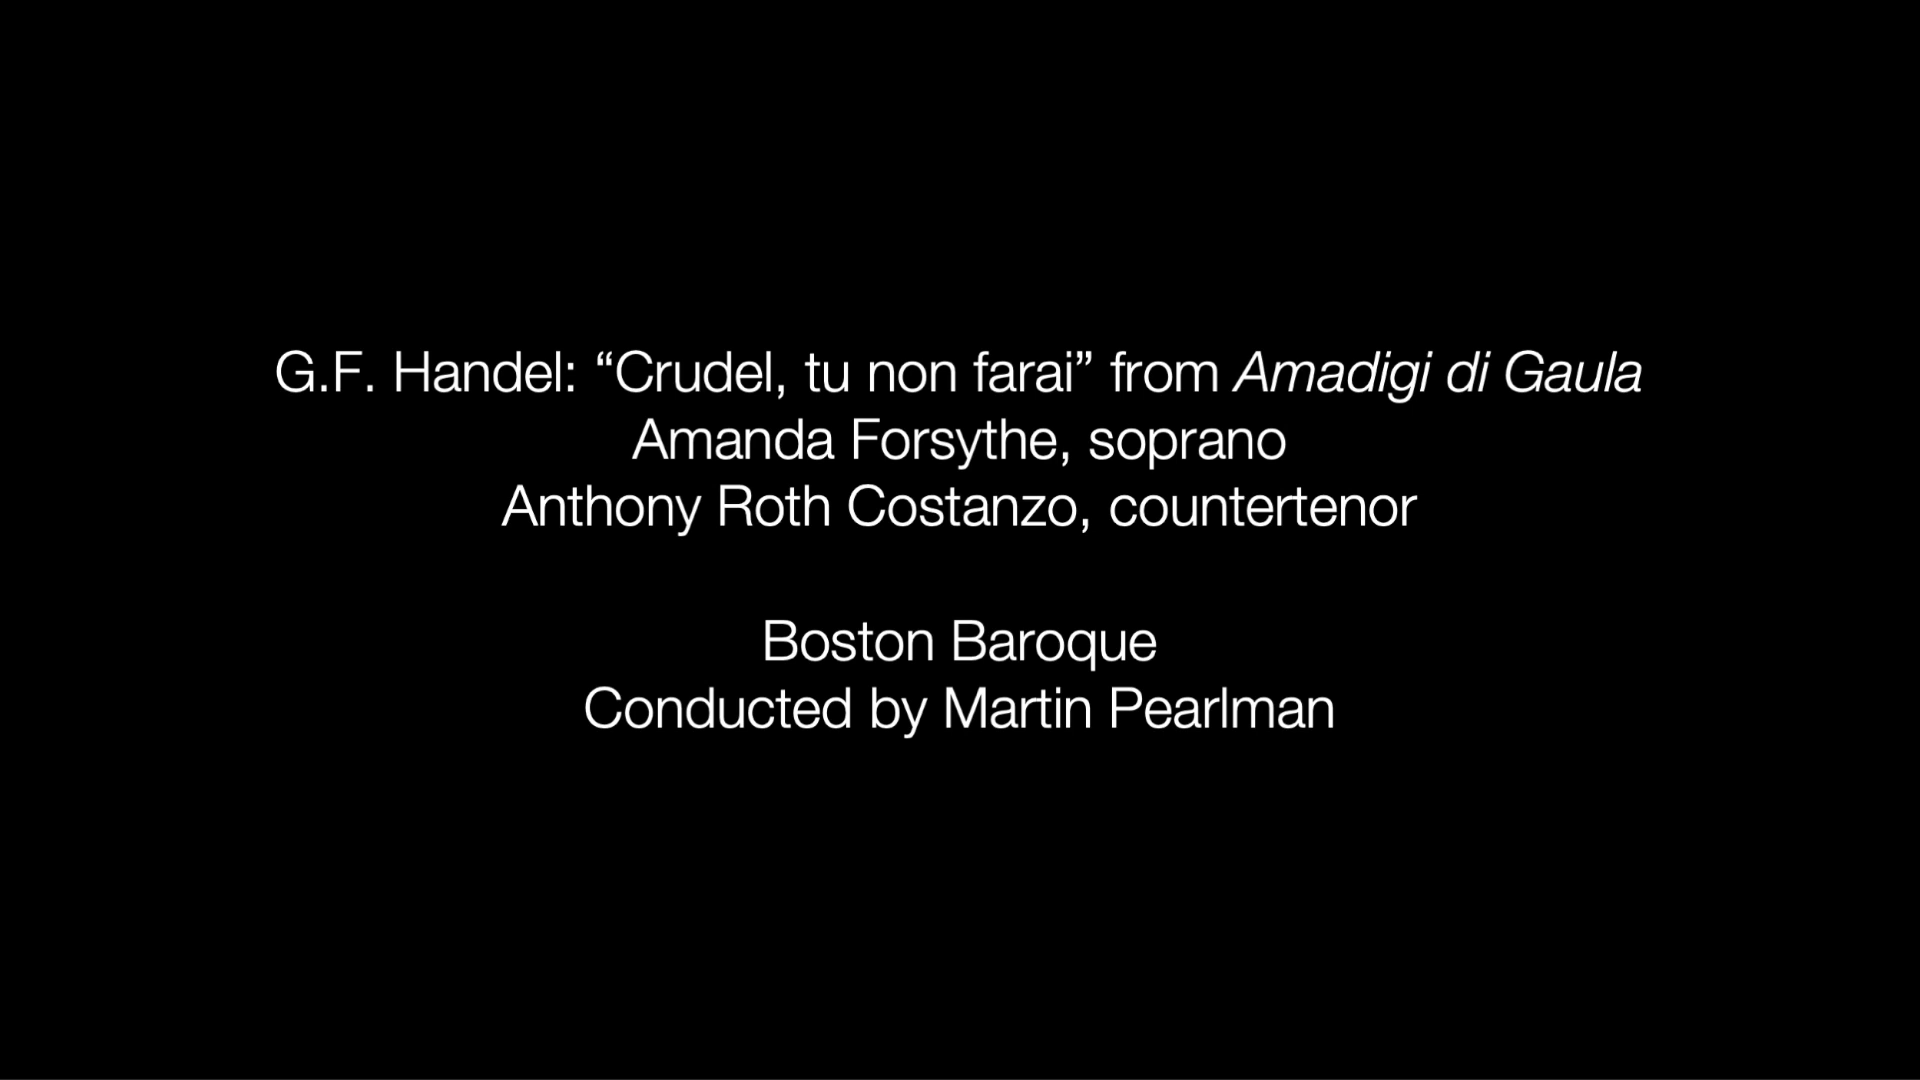 G.F. Handel: “Crudel, tu non farai” from Amadigi di Gaula
Amanda Forsythe, soprano
Anthony Roth Costanzo, countertenor
Boston Baroque
Conducted by Martin Pearlman